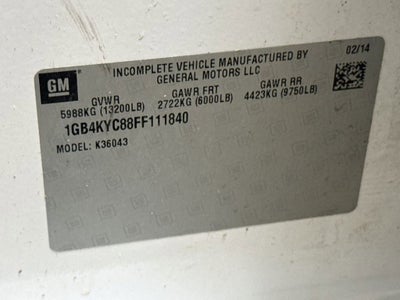 INCOMPLETE VEHICLE MANUFACTURED BY
GENERAL MOTORS LLC
02/14
GM
GVWR
5988KG (13200LB)
GAWR FRT
2722KG (6000LB)
GAWR RR
4423KG (9750LB)
1GB4KYC88FF111840
MODEL: K36043